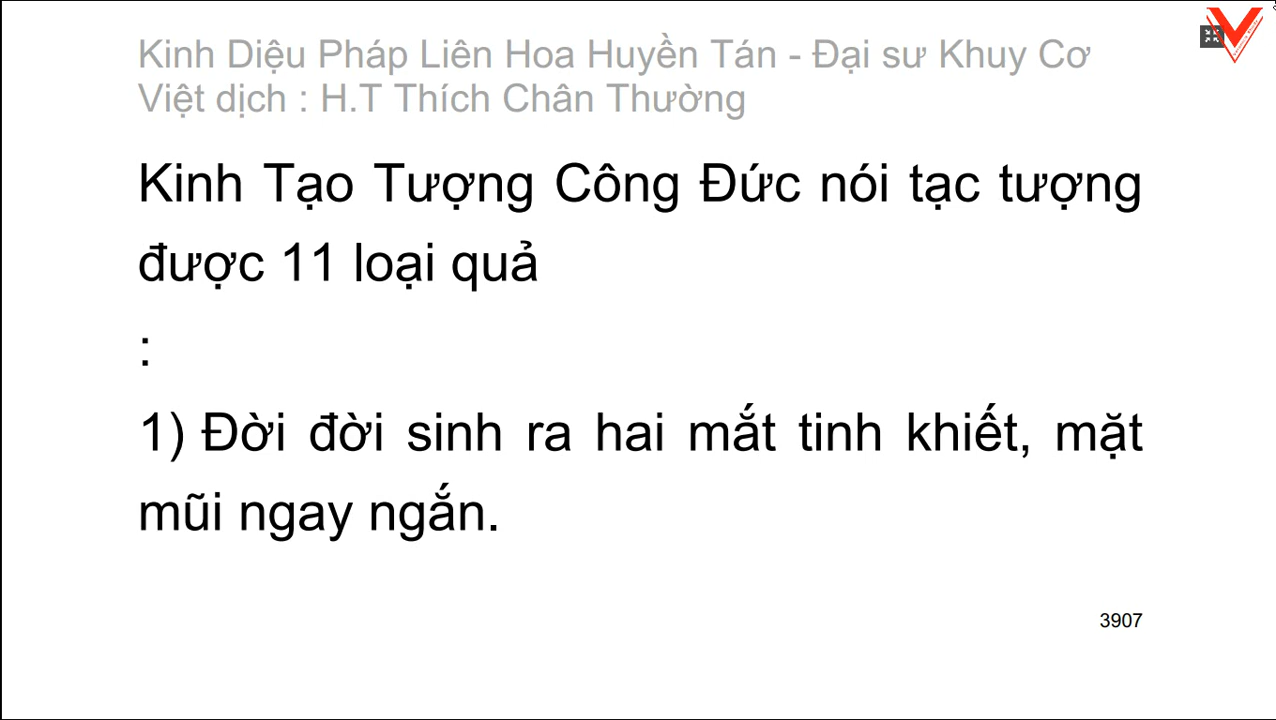 Kinh Diệu Pháp Liên Hoa Huyền Tán - Đại sư Khuy Cơ
Việt dịch : H.T Thích Chân Thường
Kinh Tạo Tượng Công Đức nói tạc tượng
được 11 loại quả
:
1) Đời đời sinh ra hai mắt tinh khiết, mặt
mũi ngay ngắn.
3907